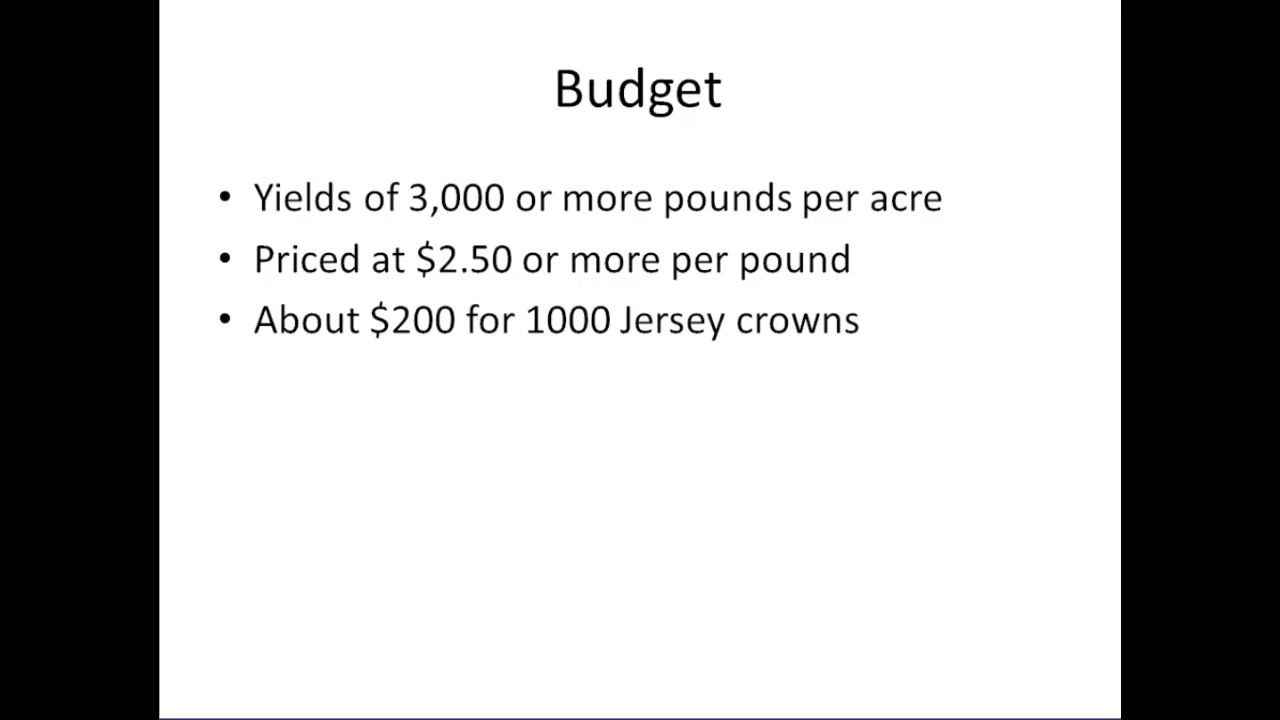 Budget
• Yields of 3,000 or more pounds per acre
• Priced at $2.50 or more per pound
• About $200 for 1000 Jersey crowns